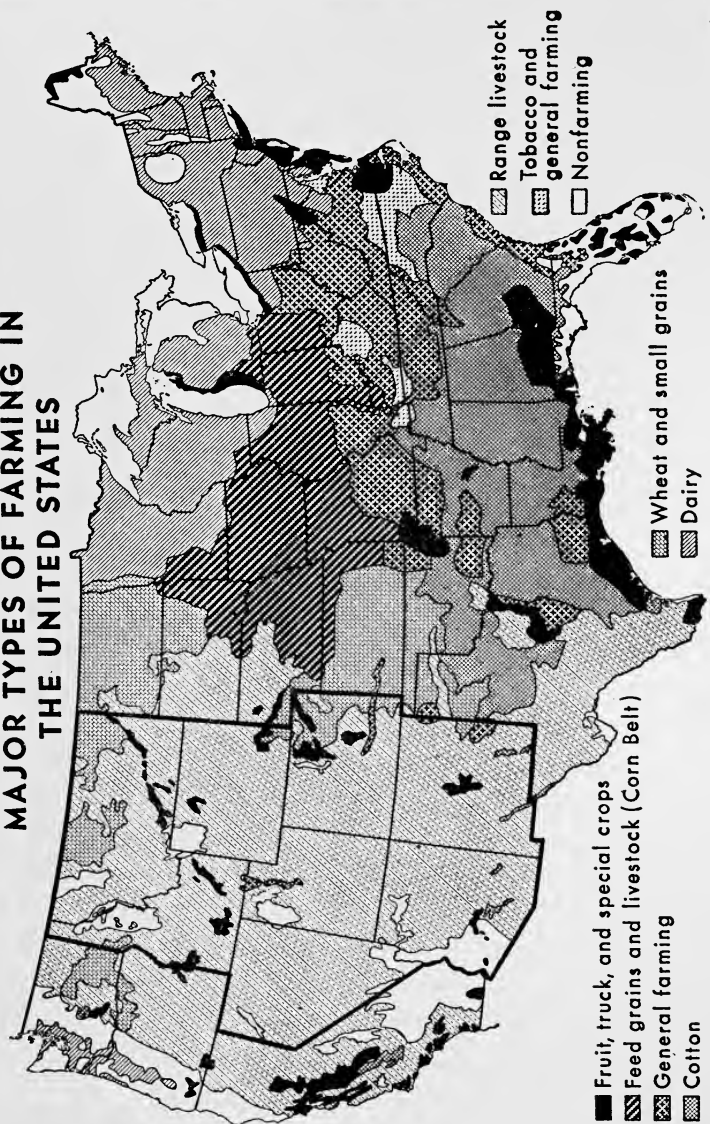 MAJOR TYPES OF FARMING IN
THE UNITED STATES
Fruit, truck, and special crops
Feed grains and livestock (Corn Belt)
General farming
Cotton
Wheat and small grains
Dairy
Range livestock
Tobacco and
general farming
Nonfarming